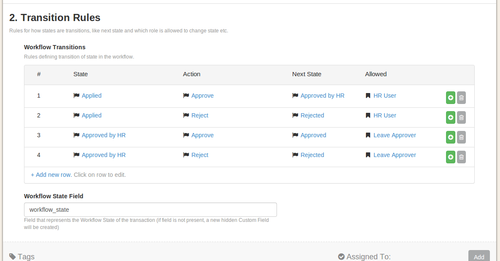 2. Transition Rules
Rules for how states are transitions, like next state and which role is allowed to change state etc.
Workflow Transitions
Rules defining transition of state in the workflow.
# State Action Next State Allowed
1 Applied Approve Approved by HR HR User
2 Applied Reject Rejected HR User
3 Approved by HR Approve Approved Leave Approver
4 Approved by HR Reject Rejected Leave Approver
+ Add new row. Click on row to edit.
Workflow State Field
workflow_state
Field that represents the Workflow State of the transaction (if field is not present, a new hidden Custom Field
will be created)
Tags Assigned To: Add